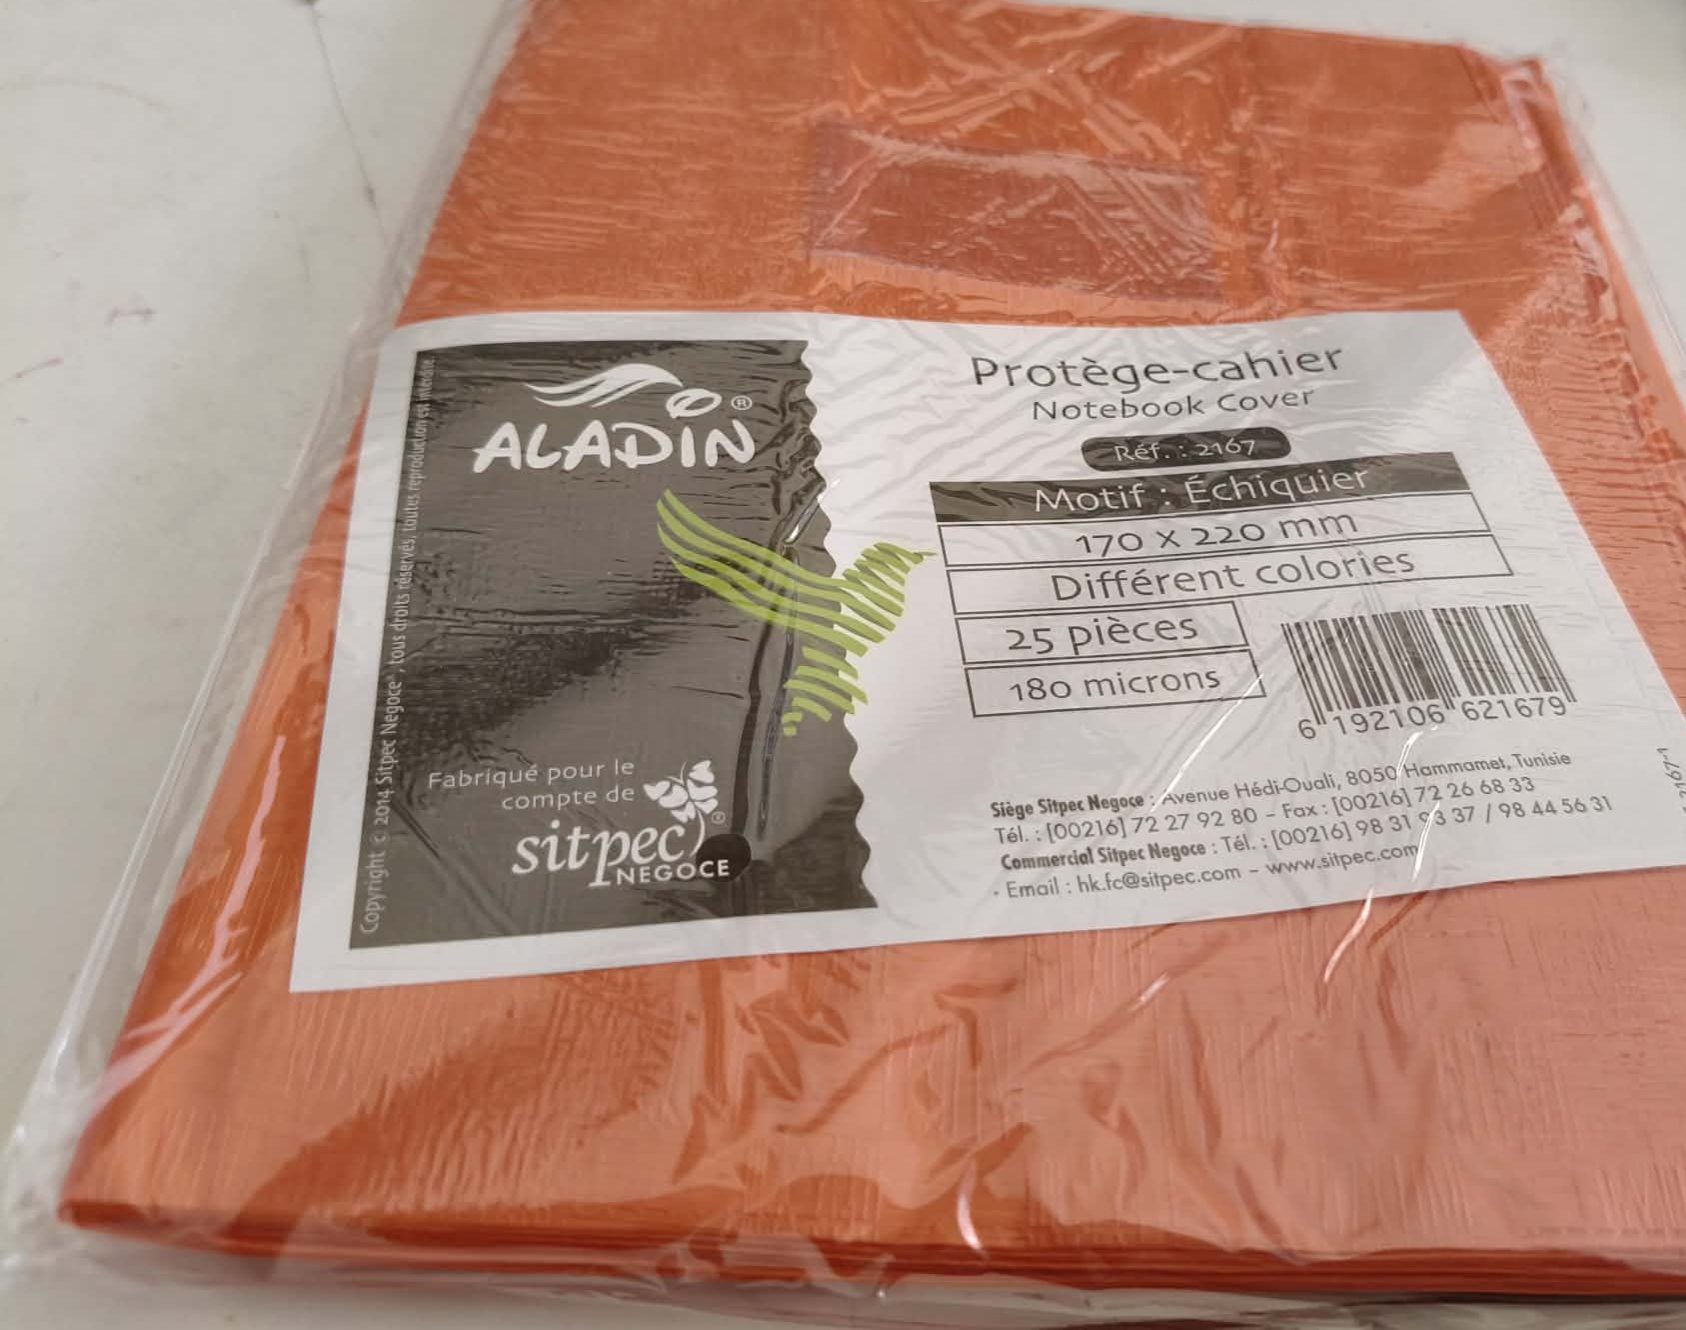 ALADIN ®
Fabriqué pour le
compte de
sitpec ®
NEGOCE
Copyright © 2014 Sitpec Negoce, tous droits réservés, toutes reproduction est interdite.
Protège-cahier
Notebook Cover
Réf. : 2167
Motif : Échiquier
170 x 220 mm
Différent colories
25 pièces
180 microns
6 192106 621679
Siège Sitpec Negoce : Avenue Hédi-Ouali, 8050 Hammamet, Tunisie
Tél. : [00216] 72 27 92 80 - Fax : [00216] 72 26 68 33
Commercial Sitpec Negoce : Tél. : [00216] 98 31 93 37 / 98 44 56 31
- Email : hk.fc@sitpec.com - www.sitpec.com
2167-1